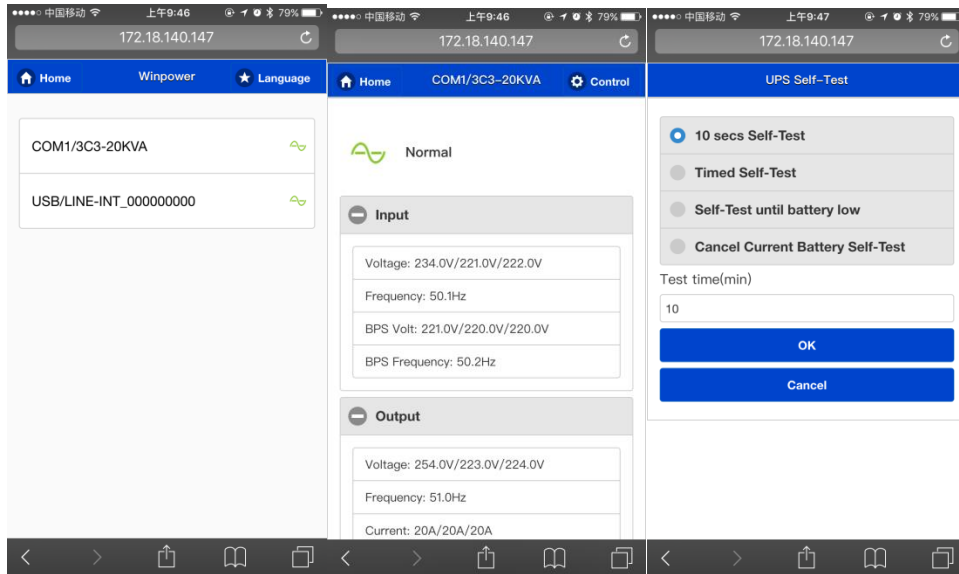 中国移动 上午9:46 79%
172.18.140.147
Home Winpower Language
COM1/3C3-20KVA
USB/LINE-INT_000000000
中国移动 上午9:46 79%
172.18.140.147
Home COM1/3C3-20KVA Control
Normal
Input
Voltage: 234.0V/221.0V/222.0V
Frequency: 50.1Hz
BPS Volt: 221.0V/220.0V/220.0V
BPS Frequency: 50.2Hz
Output
Voltage: 254.0V/223.0V/224.0V
Frequency: 51.0Hz
Current: 20A/20A/20A
中国移动 上午9:47 79%
172.18.140.147
UPS Self-Test
10 secs Self-Test
Timed Self-Test
Self-Test until battery low
Cancel Current Battery Self-Test
Test time(min)
10
OK
Cancel